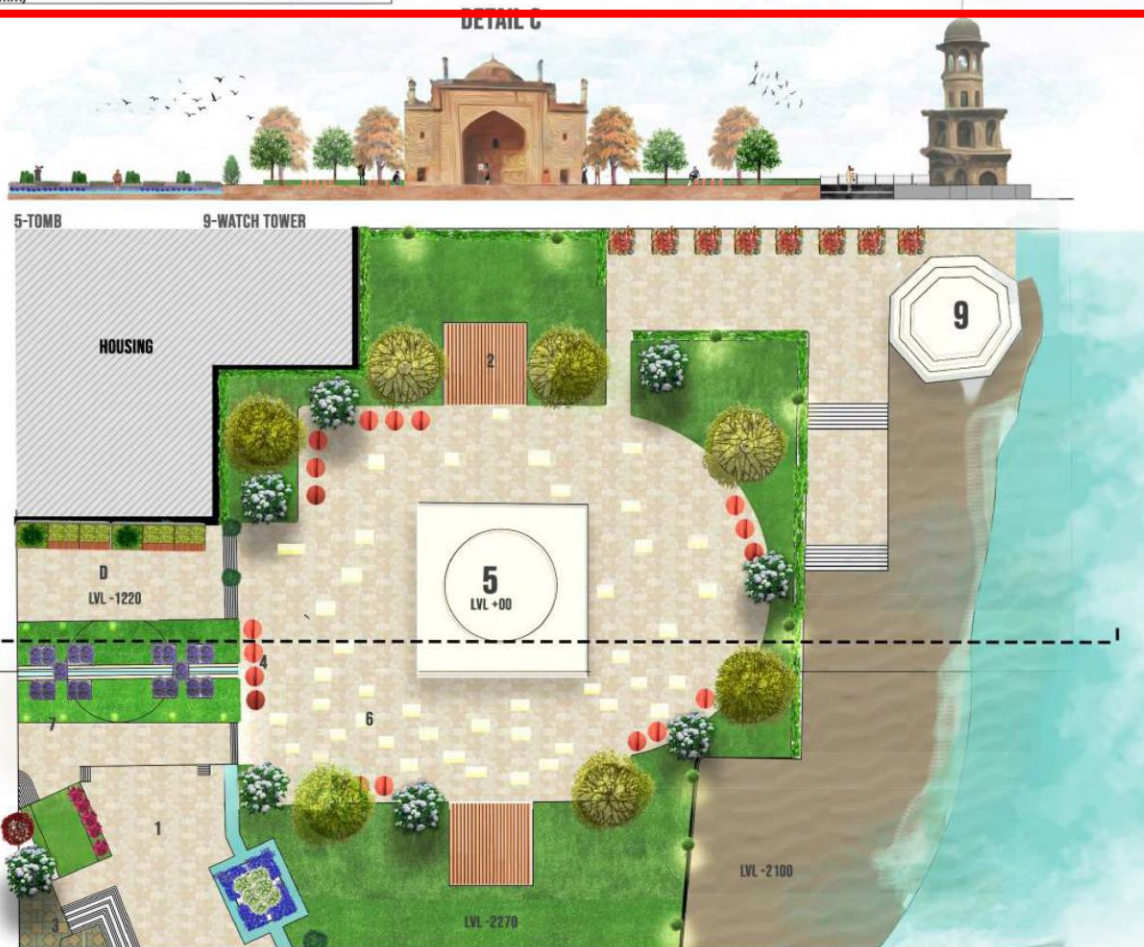 DETAIL C
5-TOMB
9-WATCH TOWER
HOUSING
2
9
D
LVL -1220
5
LVL +00
4
7
6
1
3
LVL -2100
LVL -2270